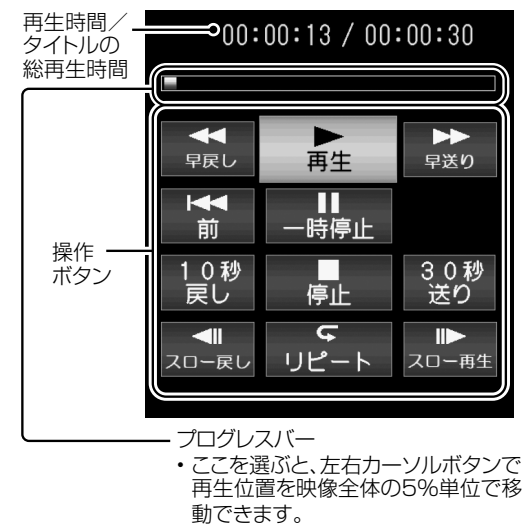 再生時間／
タイトルの
総再生時間
00:00:13 / 00:00:30
早戻し
再生
早送り
前
一時停止
操作
ボタン
10秒
戻し
停止
30秒
送り
スロー戻し
リピート
スロー再生
プログレスバー
• ここを選ぶと、左右カーソルボタンで
再生位置を映像全体の5%単位で移
動できます。